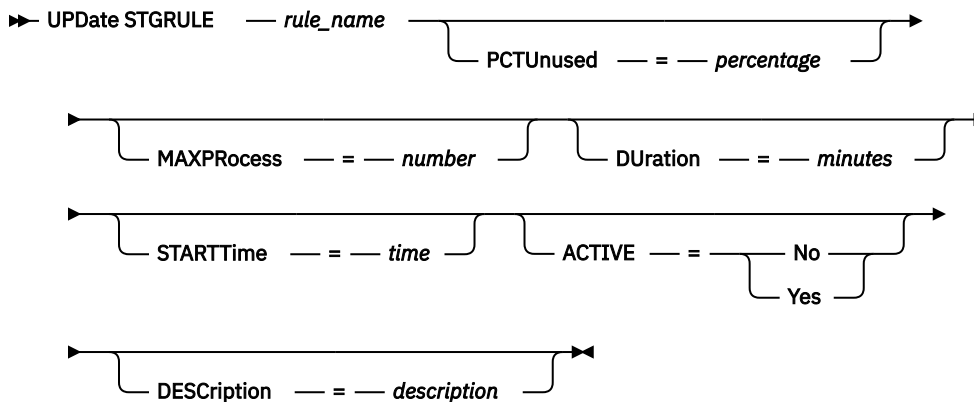 UPDate STGRULE — rule_name
PCTUnused — = — percentage
MAXPRocess — = — number DUration — = — minutes
STARTTime — = — time ACTIVE — = — No
Yes
DESCription — = — description